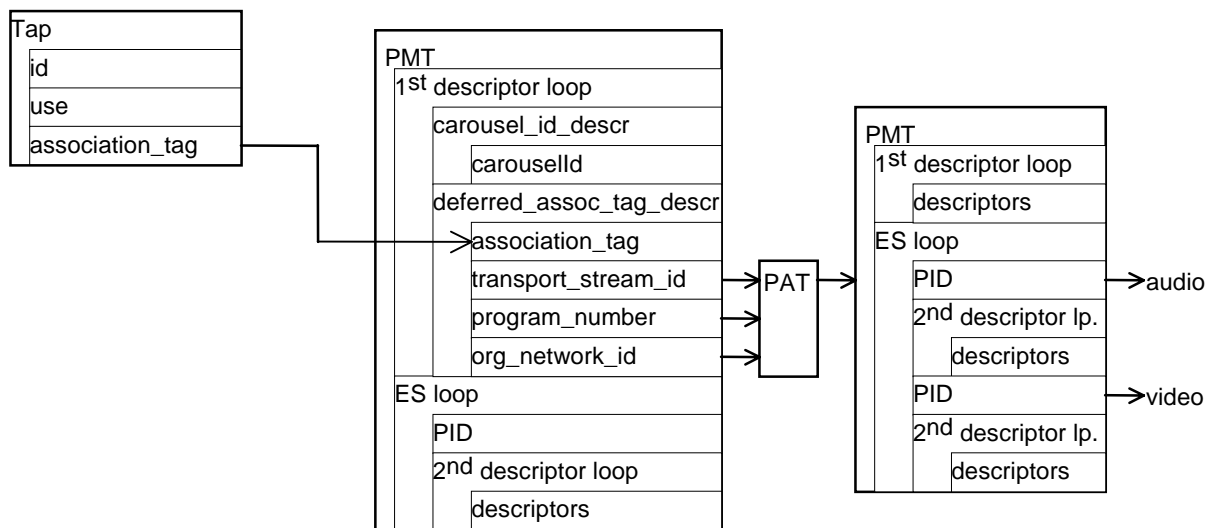 Tap
id
use
association_tag
PMT
1st descriptor loop
carousel_id_descr
carouselId
deferred_assoc_tag_descr
association_tag
transport_stream_id
program_number
org_network_id
ES loop
PID
2nd descriptor loop
descriptors
PAT
PMT
1st descriptor loop
descriptors
ES loop
PID
2nd descriptor lp.
descriptors
PID
2nd descriptor lp.
descriptors
audio
video